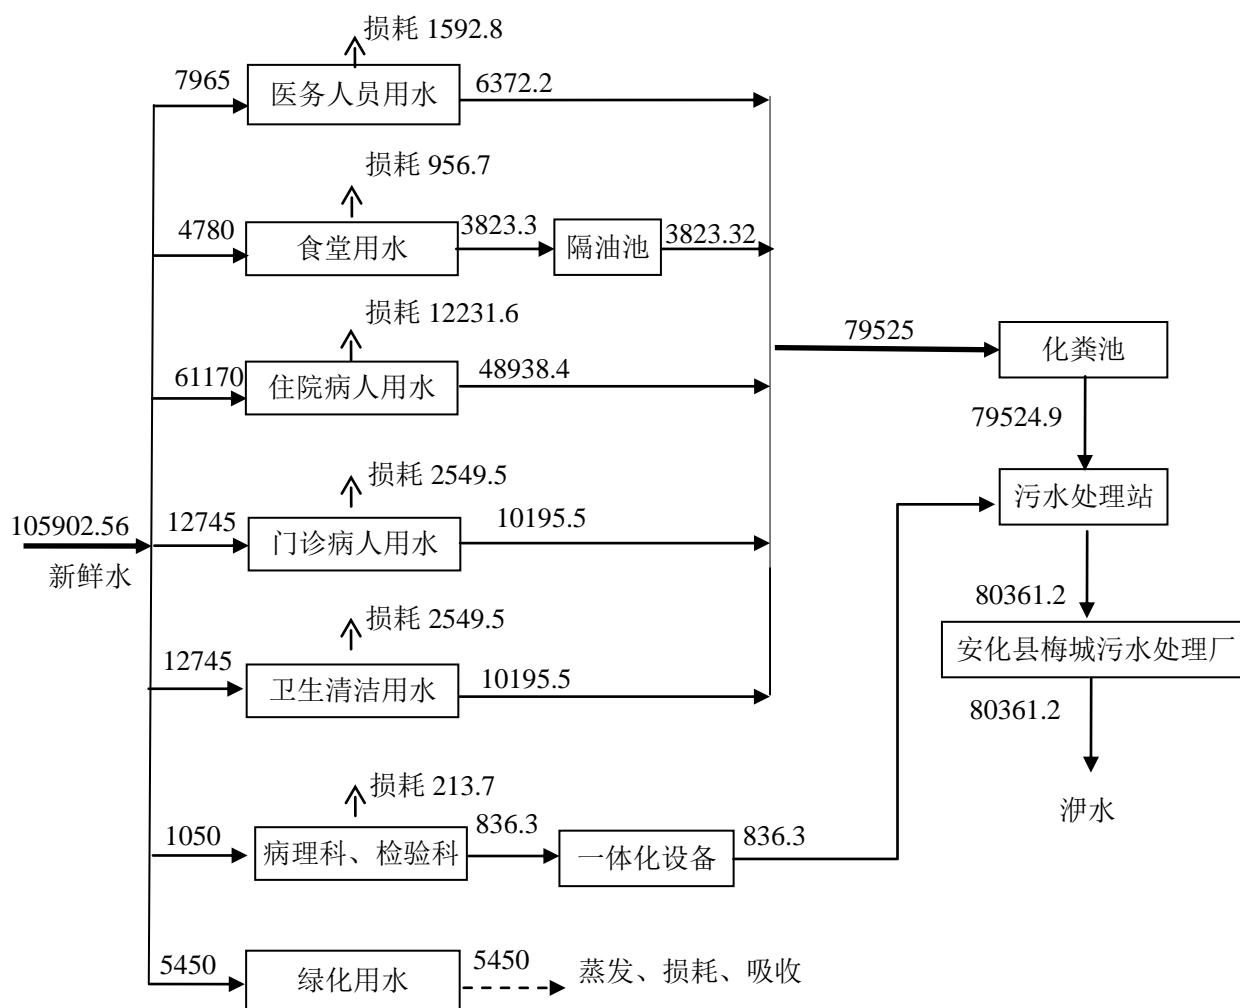 损耗 1592.8
7965
医务人员用水
6372.2
损耗 956.7
4780
食堂用水
3823.3
隔油池
3823.32
损耗 12231.6
61170
住院病人用水
48938.4
79525
化粪池
79524.9
损耗 2549.5
105902.56
新鲜水
12745
门诊病人用水
10195.5
污水处理站
80361.2
损耗 2549.5
12745
卫生清洁用水
10195.5
安化县梅城污水处理厂
80361.2
洢水
损耗 213.7
1050
病理科、检验科
836.3
一体化设备
836.3
5450
绿化用水
5450
蒸发、损耗、吸收